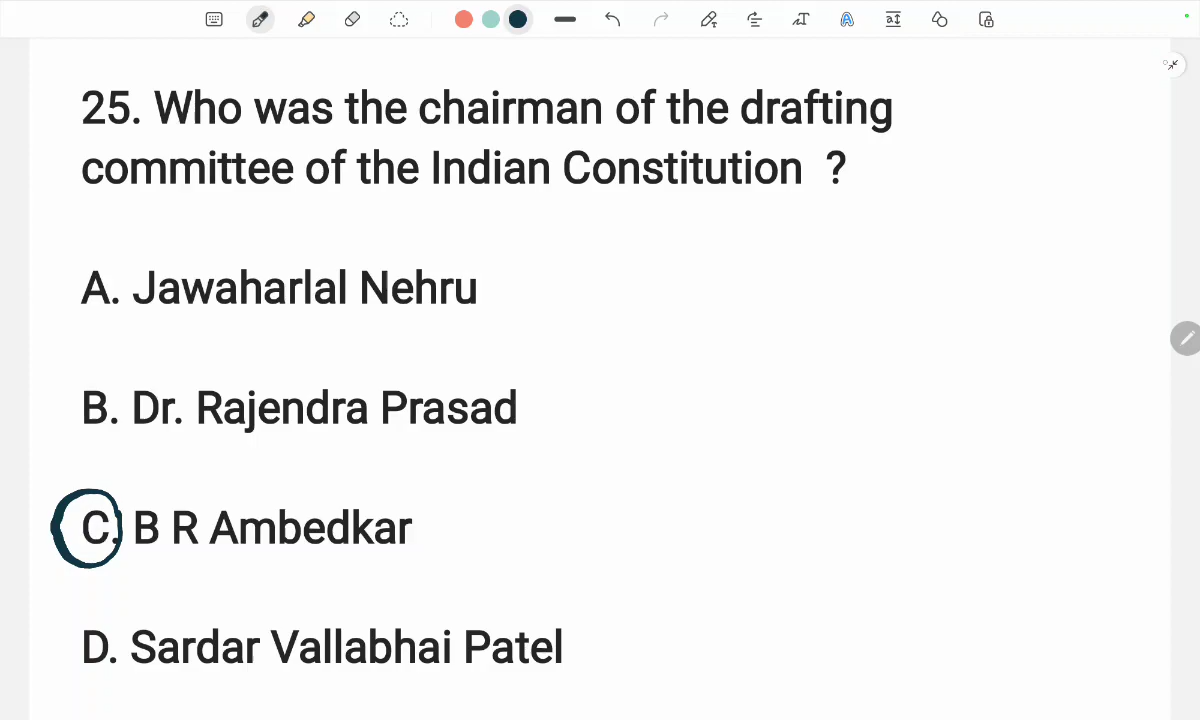 25. Who was the chairman of the drafting
committee of the Indian Constitution ?
A. Jawaharlal Nehru
B. Dr. Rajendra Prasad
C. B R Ambedkar
D. Sardar Vallabhai Patel